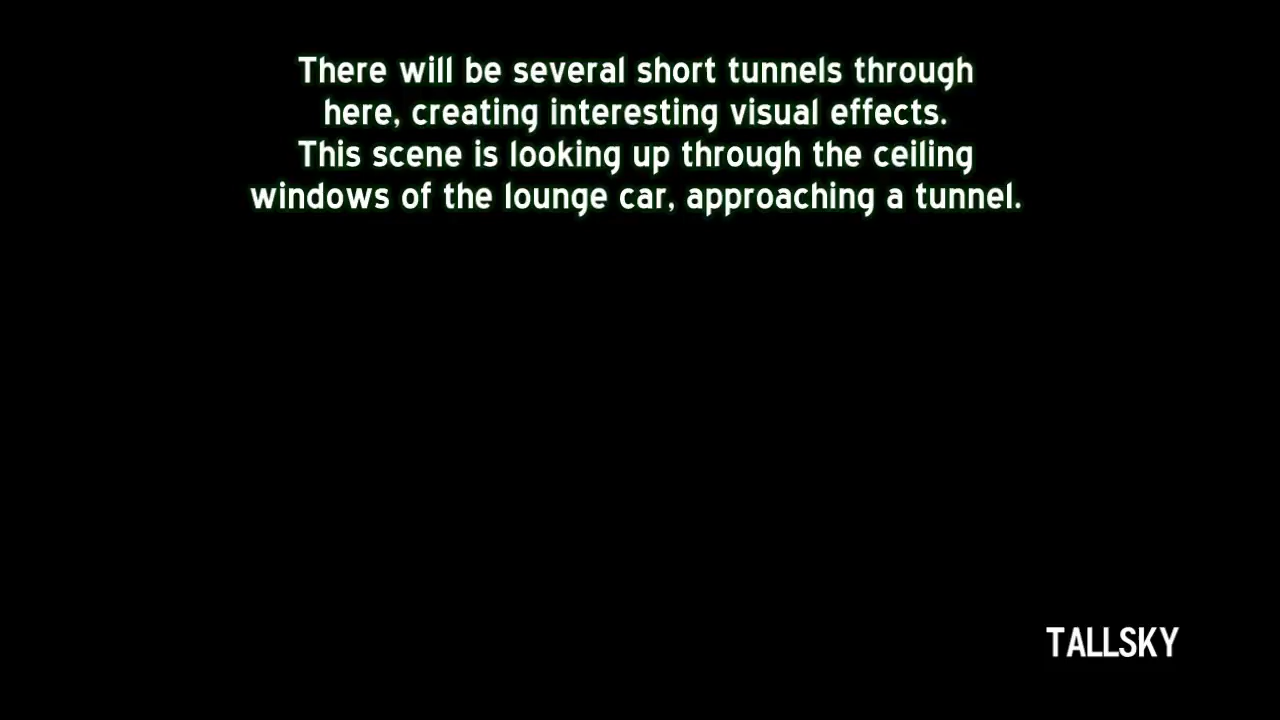 There will be several short tunnels through
here, creating interesting visual effects.
This scene is looking up through the ceiling
windows of the lounge car, approaching a tunnel.
TALLSKY